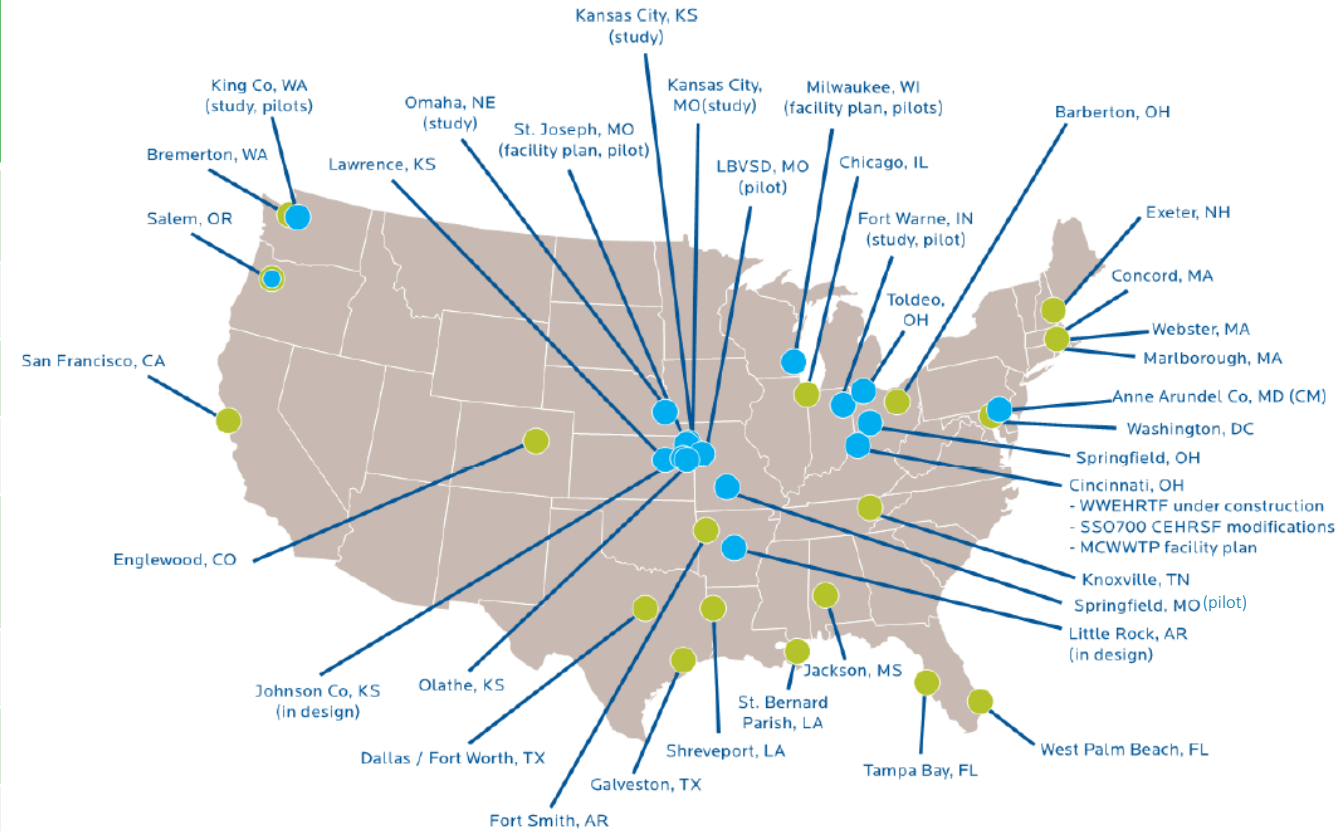 Kansas City, KS
(study)
King Co, WA
(study, pilots)
Omaha, NE
(study)
Kansas City,
MO(study)
Milwaukee, WI
(facility plan, pilots)
Barberton, OH
St. Joseph, MO
(facility plan, pilot)
Bremerton, WA
Lawrence, KS
LBVSD, MO
(pilot)
Chicago, IL
Salem, OR
Fort Warne, IN
(study, pilot)
Exeter, NH
Concord, MA
Toldeo,
OH
Webster, MA
Marlborough, MA
San Francisco, CA
Anne Arundel Co, MD (CM)
Washington, DC
Springfield, OH
Cincinnati, OH
- WWEHRTF under construction
- SSO700 CEHRSF modifications
- MCWWTP facility plan
Englewood, CO
Knoxville, TN
Springfield, MO (pilot)
Little Rock, AR
(in design)
Johnson Co, KS
(in design)
Olathe, KS
Jackson, MS
St. Bernard
Parish, LA
Dallas / Fort Worth, TX
Shreveport, LA
West Palm Beach, FL
Tampa Bay, FL
Galveston, TX
Fort Smith, AR